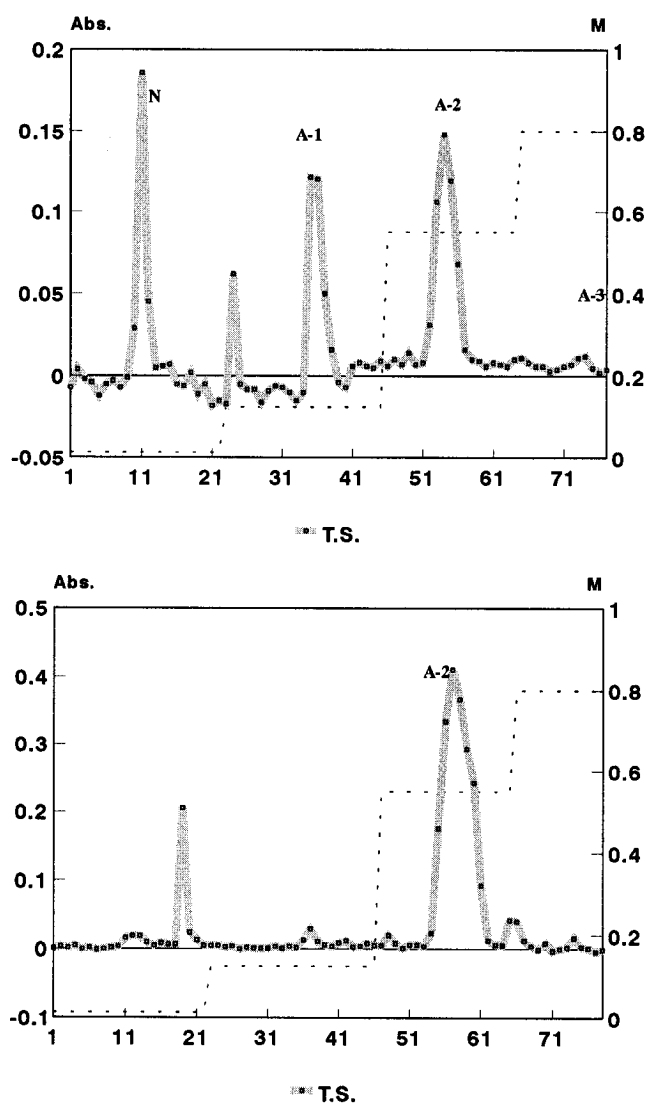 Abs. M
0.2 1
N
0.15 A-1 A-2 0.8
0.1 0.6
0.05 A-3 0.4
0 0.2
-0.05 0
1 11 21 31 41 51 61 71
T.S.
Abs. M
0.5 1
0.4 A-2 0.8
0.3 0.6
0.2
0.4
0.1
0 0.2
-0.1 0
1 11 21 31 41 51 61 71
T.S.